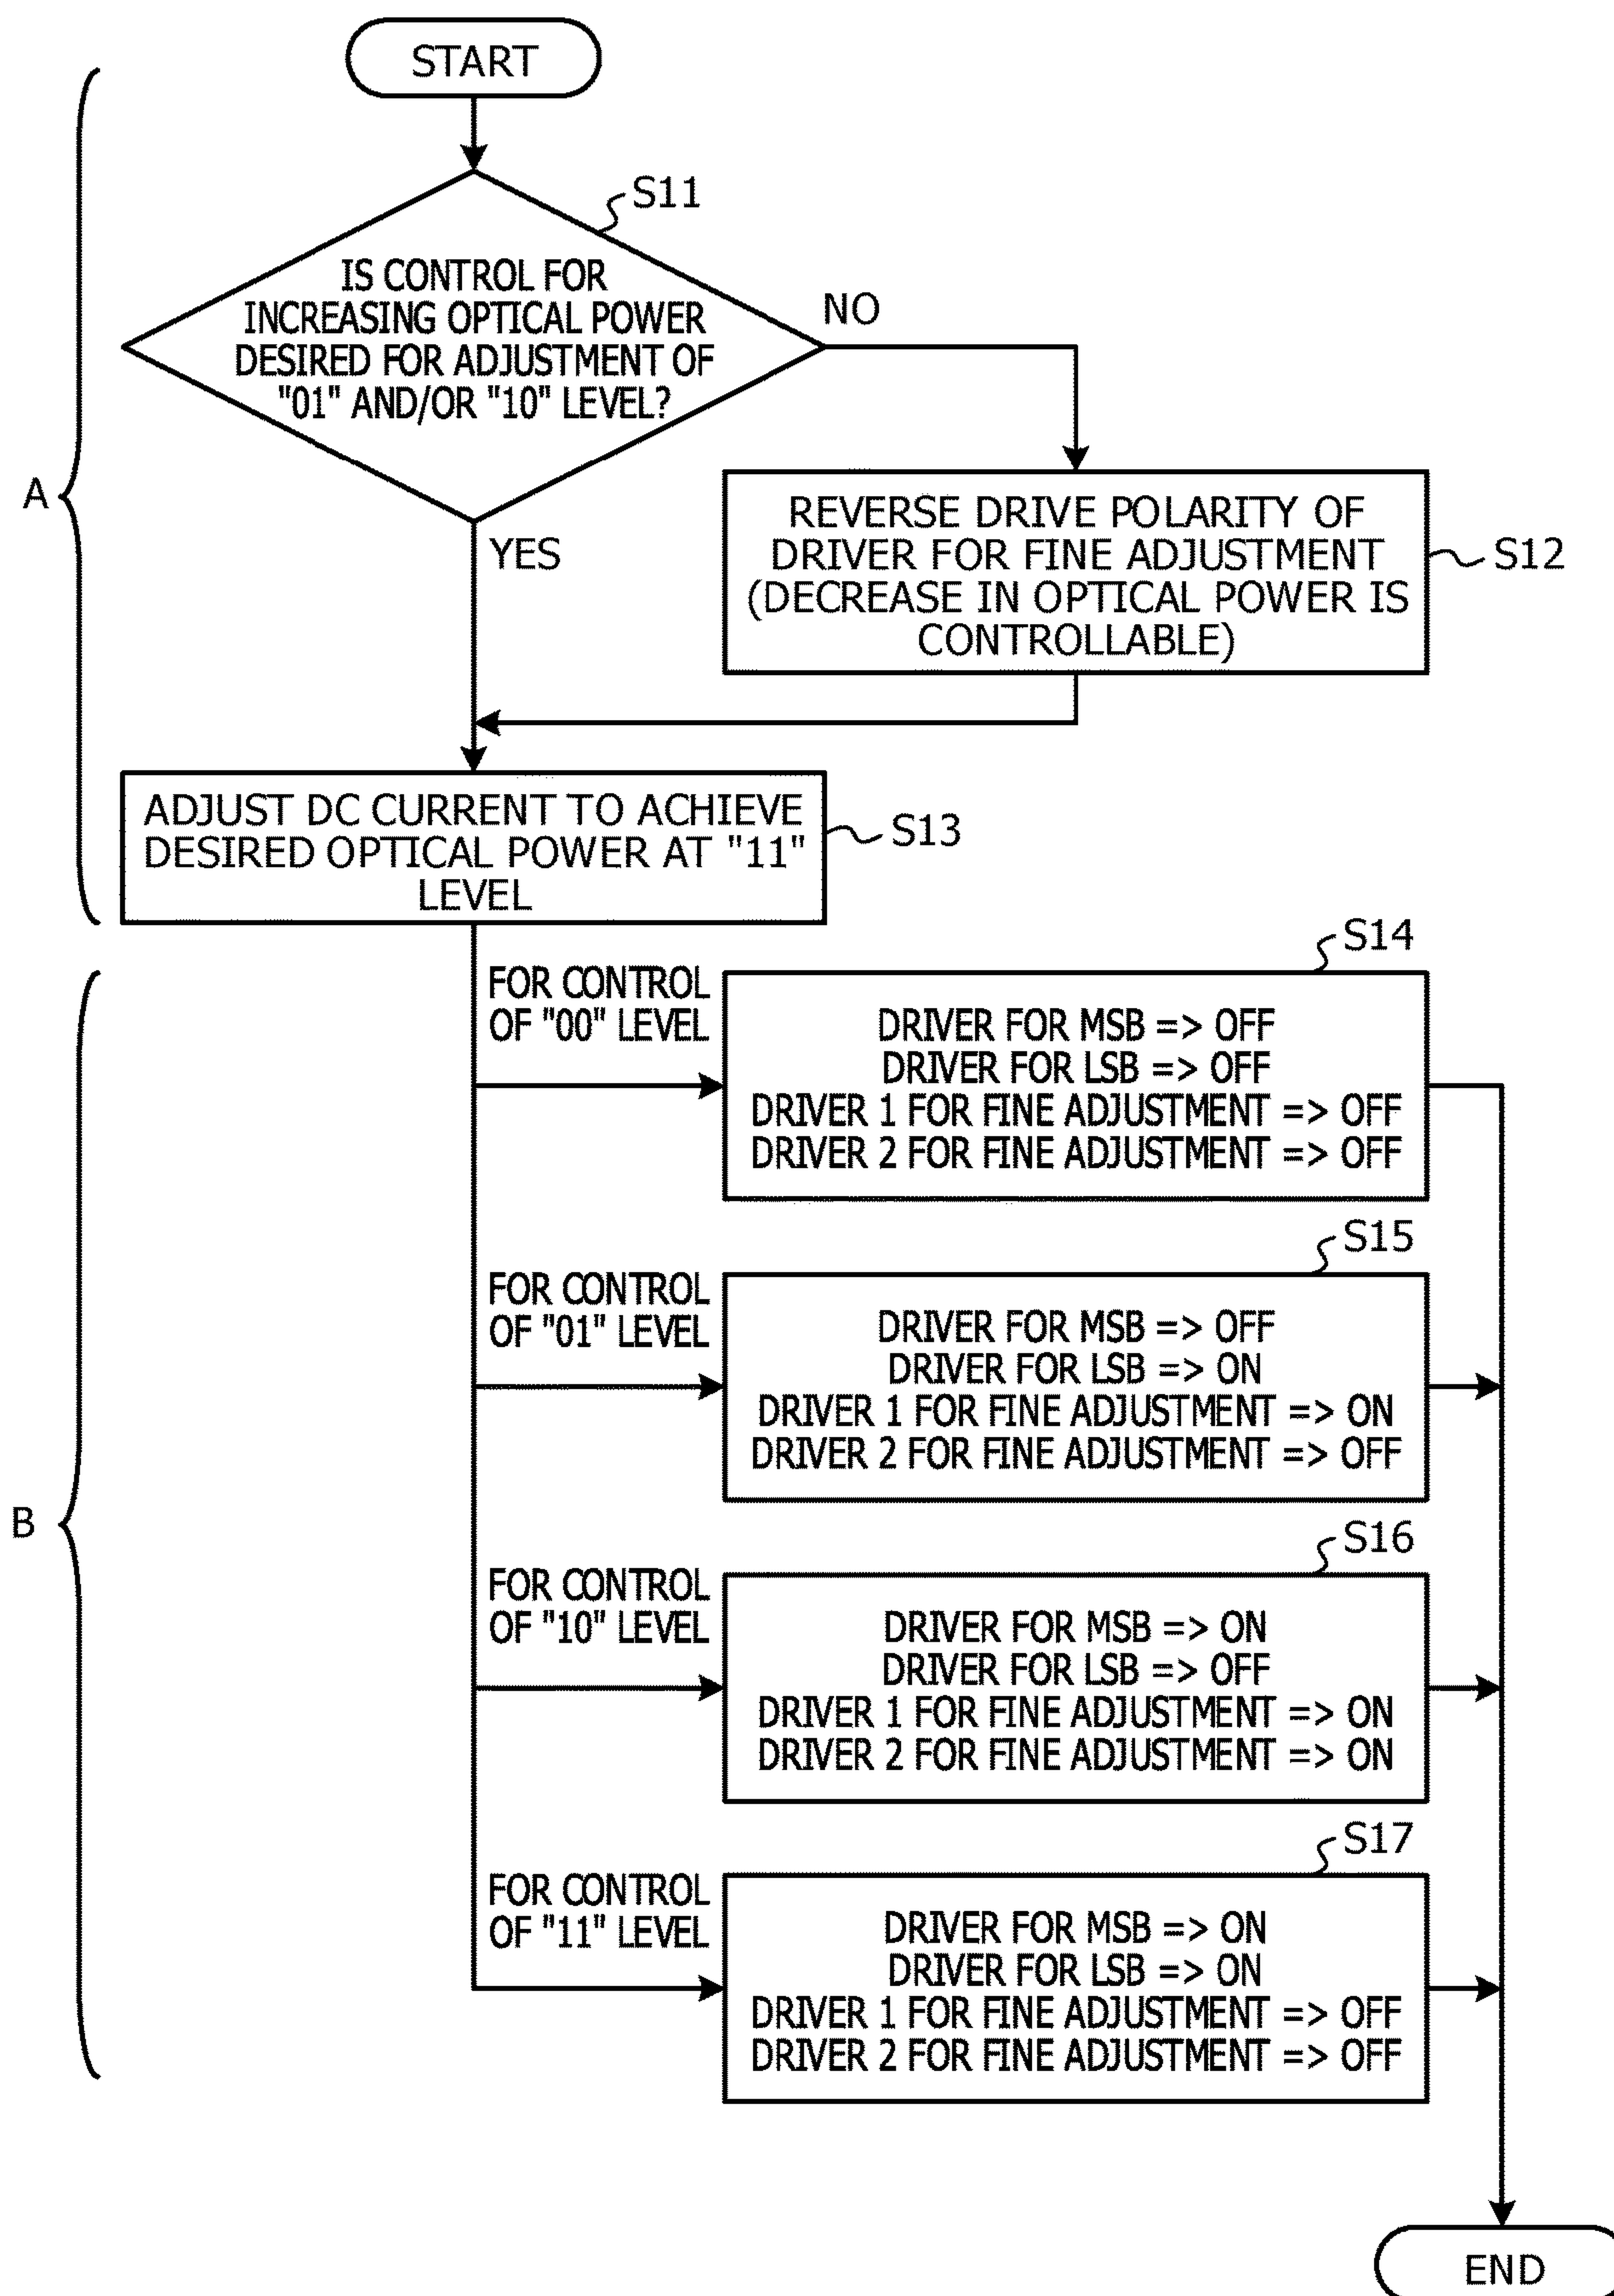 START
S11
IS CONTROL FOR
INCREASING OPTICAL POWER
DESIRED FOR ADJUSTMENT OF
"01" AND/OR "10" LEVEL?
NO
YES
A
REVERSE DRIVE POLARITY OF
DRIVER FOR FINE ADJUSTMENT
(DECREASE IN OPTICAL POWER IS
CONTROLLABLE)
S12
ADJUST DC CURRENT TO ACHIEVE
DESIRED OPTICAL POWER AT "11"
LEVEL
S13
B
FOR CONTROL
OF "00" LEVEL
S14
DRIVER FOR MSB => OFF
DRIVER FOR LSB => OFF
DRIVER 1 FOR FINE ADJUSTMENT => OFF
DRIVER 2 FOR FINE ADJUSTMENT => OFF
FOR CONTROL
OF "01" LEVEL
S15
DRIVER FOR MSB => OFF
DRIVER FOR LSB => ON
DRIVER 1 FOR FINE ADJUSTMENT => ON
DRIVER 2 FOR FINE ADJUSTMENT => OFF
FOR CONTROL
OF "10" LEVEL
S16
DRIVER FOR MSB => ON
DRIVER FOR LSB => OFF
DRIVER 1 FOR FINE ADJUSTMENT => ON
DRIVER 2 FOR FINE ADJUSTMENT => ON
FOR CONTROL
OF "11" LEVEL
S17
DRIVER FOR MSB => ON
DRIVER FOR LSB => ON
DRIVER 1 FOR FINE ADJUSTMENT => OFF
DRIVER 2 FOR FINE ADJUSTMENT => OFF
END